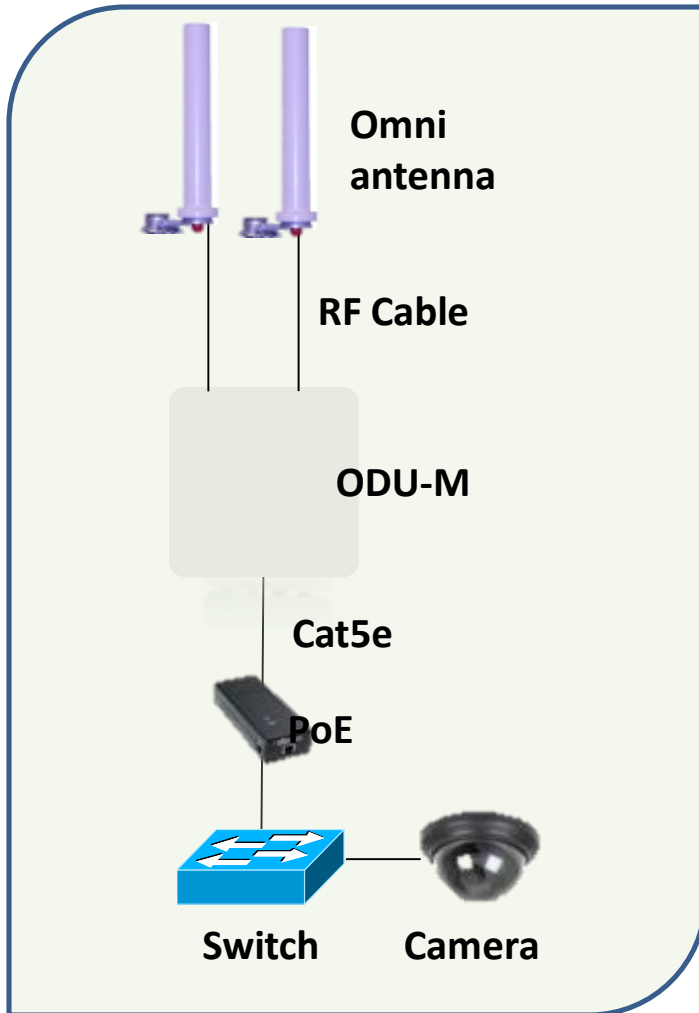 Omni
antenna
RF Cable
ODU-M
Cat5e
PoE
Switch
Camera